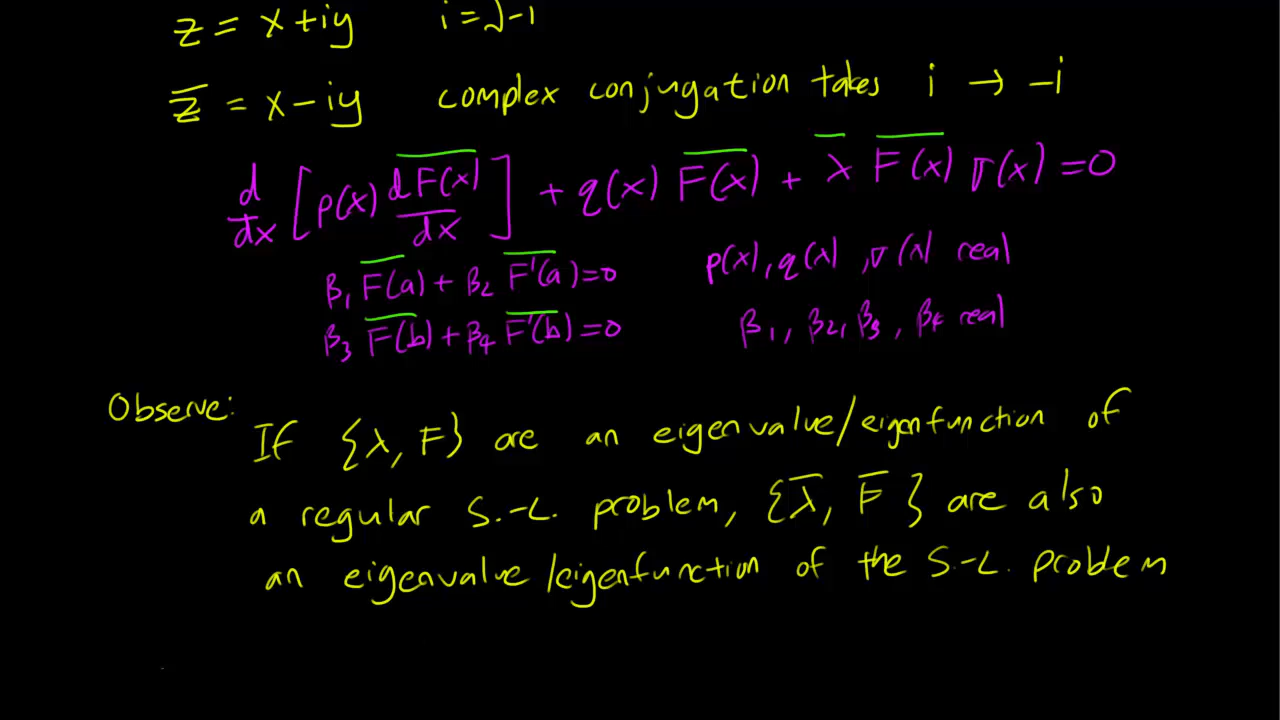 z = x + iy i = √-1
z̅ = x - iy complex conjugation takes i → -i
d/dx [p(x) dF̅(̅x̅)̅/dx] + q(x) F̅(̅x̅)̅ + λ̅ F̅(̅x̅)̅ σ(x) = 0
β₁ F̅(̅a̅)̅ + β₂ F̅'̅(̅a̅)̅ = 0 p(x), q(x), σ(x) real
β₃ F̅(̅b̅)̅ + β₄ F̅'̅(̅b̅)̅ = 0 β₁, β₂, β₃, β₄ real
Observe:
If {λ, F} are an eigenvalue/eigenfunction of
a regular S.-L. problem, {λ̅, F̅} are also
an eigenvalue/eigenfunction of the S.-L. problem